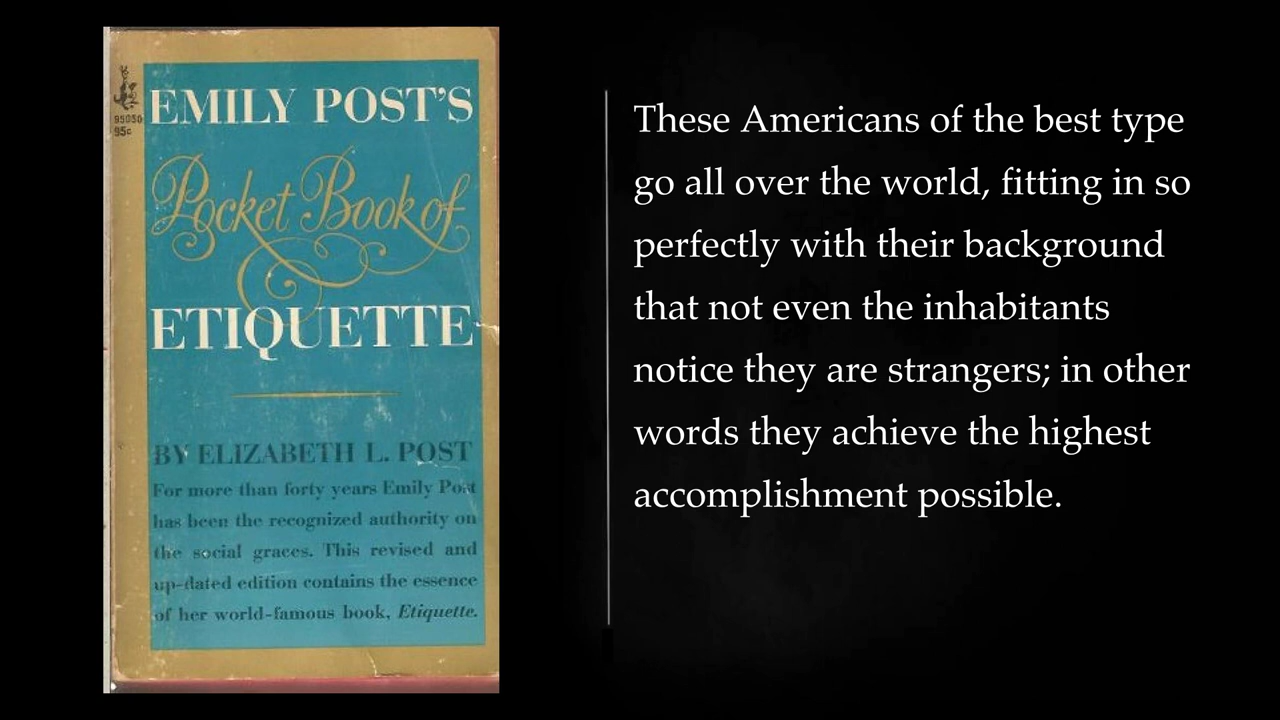 95050
95c
EMILY POST'S
Pocket Book of
ETIQUETTE
BY ELIZABETH L. POST
For more than forty years Emily Post
has been the recognized authority on
the social graces. This revised and
up-dated edition contains the essence
of her world-famous book, Etiquette.
These Americans of the best type
go all over the world, fitting in so
perfectly with their background
that not even the inhabitants
notice they are strangers; in other
words they achieve the highest
accomplishment possible.